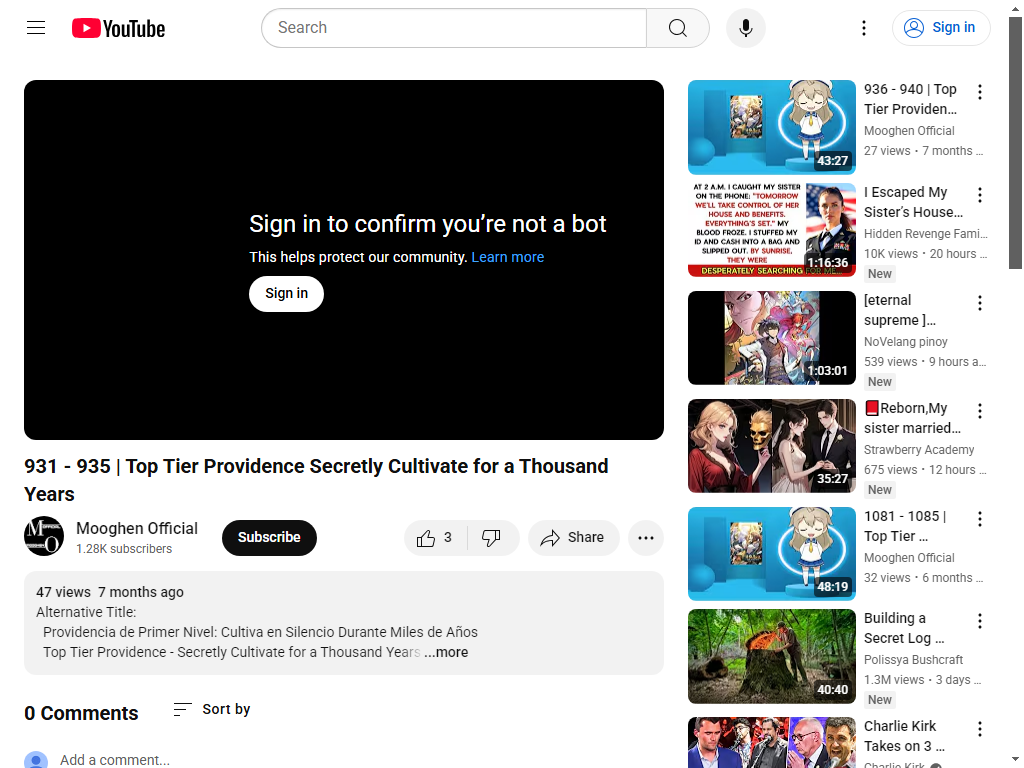 YouTube
Search
Sign in
Sign in to confirm you’re not a bot
This helps protect our community. Learn more
Sign in
931 - 935 | Top Tier Providence Secretly Cultivate for a Thousand
Years
Mooghen Official
1.28K subscribers
Subscribe
3
Share
47 views 7 months ago
Alternative Title:
Providencia de Primer Nivel: Cultiva en Silencio Durante Miles de Años
Top Tier Providence - Secretly Cultivate for a Thousand Years ...more
0 Comments
Sort by
Add a comment...
43:27
936 - 940 | Top
Tier Providen...
Mooghen Official
27 views • 7 months ...
AT 2 A.M. I CAUGHT MY SISTER
ON THE PHONE: "TOMORROW
WE'LL TAKE CONTROL OF HER
HOUSE AND BENEFITS.
EVERYTHING'S SET." MY
BLOOD FROZE. I STUFFED MY
ID AND CASH INTO A BAG AND
SLIPPED OUT. BY SUNRISE,
THEY WERE
DESPERATELY SEARCHING FOR ME...
1:16:36
I Escaped My
Sister’s House...
Hidden Revenge Fami...
10K views • 20 hours ...
New
1:03:01
[eternal
supreme ]...
NoVelang pinoy
539 views • 9 hours a...
New
35:27
📕Reborn,My
sister married...
Strawberry Academy
675 views • 12 hours ...
New
48:19
1081 - 1085 |
Top Tier ...
Mooghen Official
32 views • 6 months ...
40:40
Building a
Secret Log ...
Polissya Bushcraft
1.3M views • 3 days ...
New
Charlie Kirk
Takes on 3 ...
Charlie Kirk